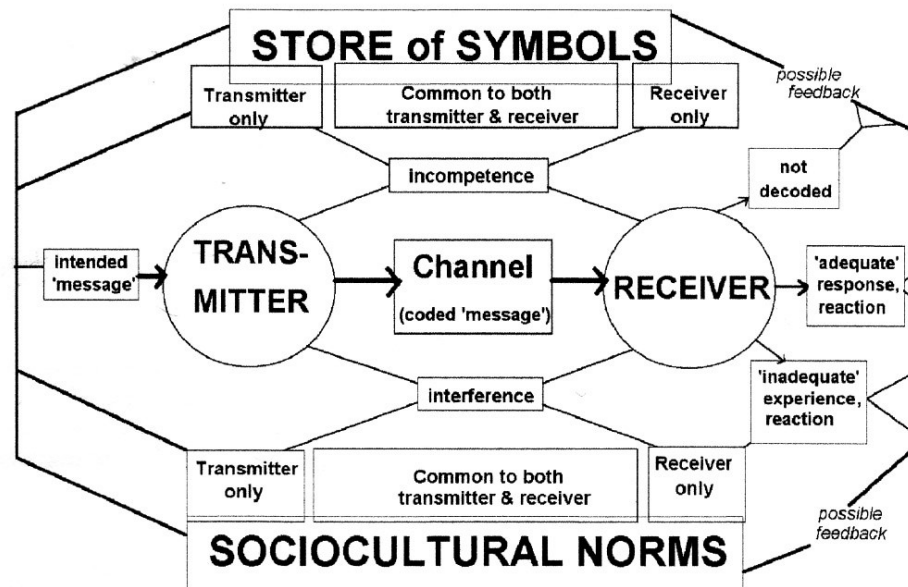 STORE of SYMBOLS
possible
feedback
Transmitter
only
Common to both
transmitter & receiver
Receiver
only
incompetence
not
decoded
intended
'message'
TRANS-
MITTER
Channel
(coded 'message')
RECEIVER
'adequate'
response,
reaction
interference
'inadequate'
experience,
reaction
Transmitter
only
Common to both
transmitter & receiver
Receiver
only
possible
feedback
SOCIOCULTURAL NORMS